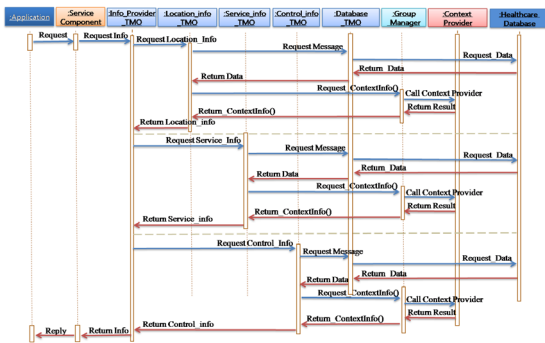 :Application
:Service Component
:Info_Provider _TMO
:Location_info _TMO
:Service_info _TMO
:Control_info _TMO
:Database _TMO
:Group Manager
:Context Provider
:Healthcare Database
Request
Request Info
Request Location_Info
Request Message
Request_Data
Return_Data
Return Data
Request_ContextInfo()
Call Context Provider
Return Result
Return_ContextInfo()
Return Location_info
Request Service_Info
Request Message
Request_Data
Return_Data
Return Data
Request_ContextInfo()
Call Context Provider
Return Result
Return_ContextInfo()
Return Service_info
Request Control_Info
Request Message
Request_Data
Return_Data
Return Data
Request_ContextInfo()
Call Context Provider
Return Result
Return_ContextInfo()
Return Control_info
Return Info
Reply